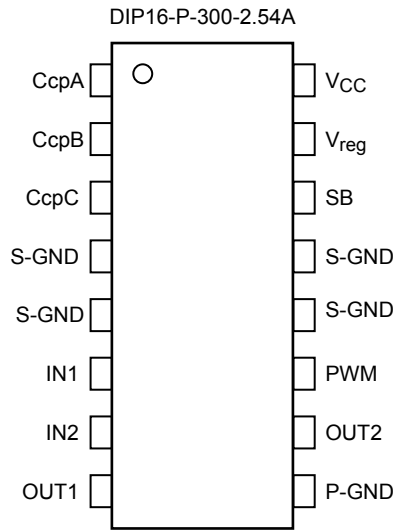 DIP16-P-300-2.54A
CcpA VCC
CcpB Vreg
CcpC SB
S-GND S-GND
S-GND S-GND
IN1 PWM
IN2 OUT2
OUT1 P-GND